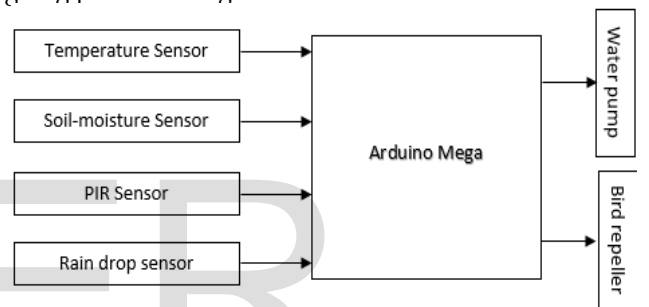 Temperature Sensor
Soil-moisture Sensor
PIR Sensor
Rain drop sensor
Arduino Mega
Water pump
Bird repeller